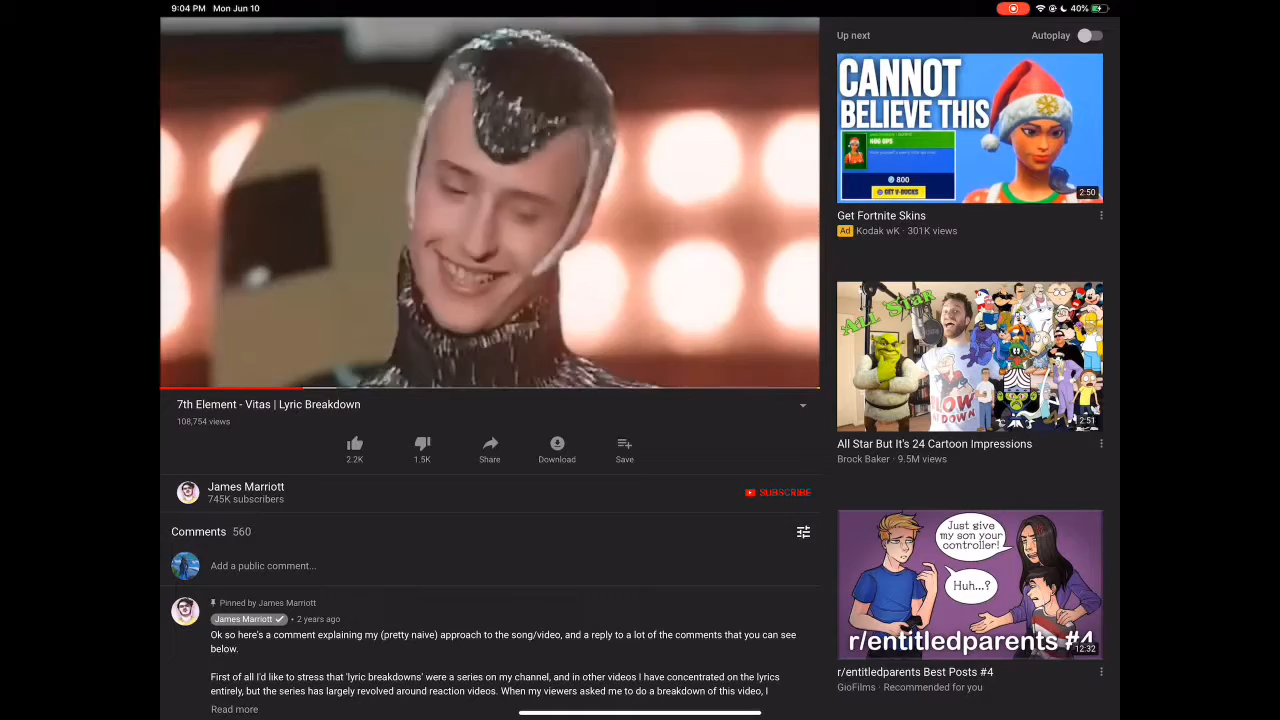 9:04 PM Mon Jun 10
40%
7th Element - Vitas | Lyric Breakdown
108,754 views
2.2K
1.5K
Share
Download
Save
James Marriott
745K subscribers
SUBSCRIBE
Comments 560
Add a public comment...
Pinned by James Marriott
James Marriott • 2 years ago
Ok so here's a comment explaining my (pretty naive) approach to the song/video, and a reply to a lot of the comments that you can see
below.
First of all I'd like to stress that 'lyric breakdowns' were a series on my channel, and in other videos I have concentrated on the lyrics
entirely, but the series has largely revolved around reaction videos. When my viewers asked me to do a breakdown of this video, I
Read more
Up next
Autoplay
CANNOT
BELIEVE THIS
NOG OPS
800
GET V-BUCKS
2:50
Get Fortnite Skins
Ad Kodak wK · 301K views
All Star
BLOW
DOWN
2:51
All Star But It's 24 Cartoon Impressions
Brock Baker · 9.5M views
Just give
my son your
controller!
Huh...?
r/entitledparents #4
12:32
r/entitledparents Best Posts #4
GioFilms · Recommended for you